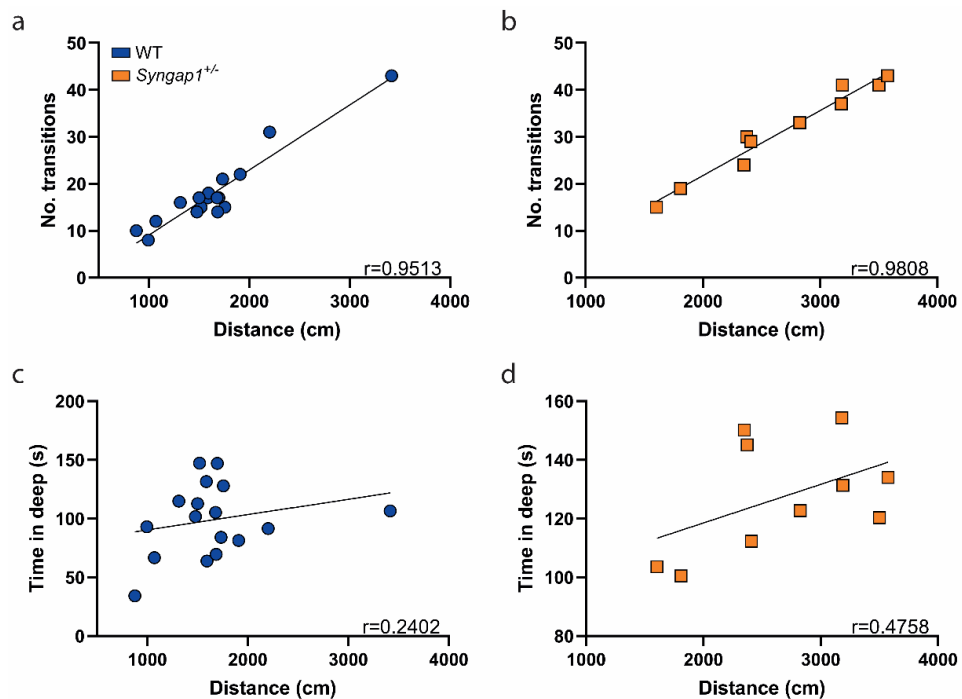 a
No. transitions
50
40
30
20
10
0
WT
Syngap1+/-
r=0.9513
1000 2000 3000 4000
Distance (cm)
b
No. transitions
50
40
30
20
10
0
r=0.9808
1000 2000 3000 4000
Distance (cm)
c
Time in deep (s)
200
150
100
50
0
r=0.2402
1000 2000 3000 4000
Distance (cm)
d
Time in deep (s)
160
140
120
100
80
r=0.4758
1000 2000 3000 4000
Distance (cm)